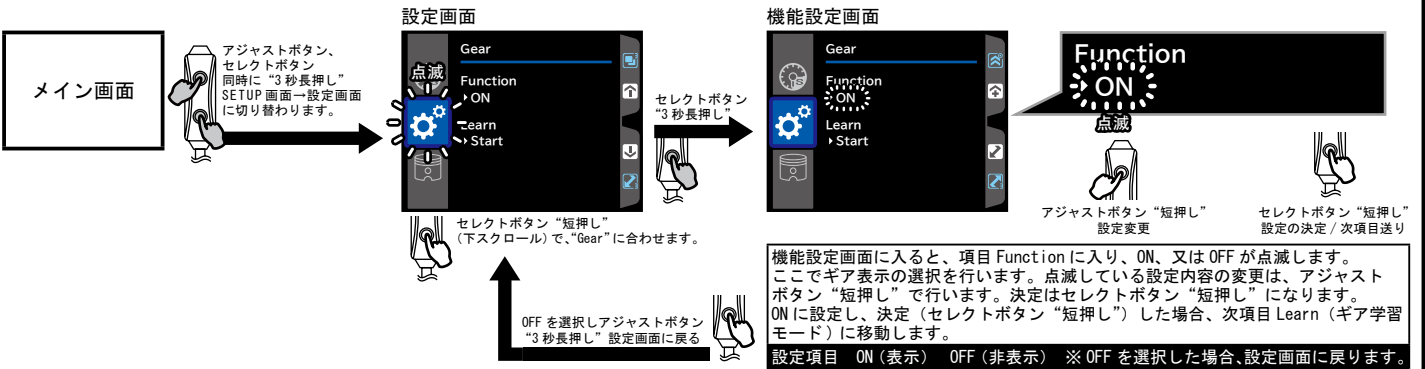 メイン画面
アジャストボタン、
セレクトボタン
同時に“3秒長押し”
SETUP画面→設定画面
に切り替わります。
設定画面
Gear
点滅
Function
ON
Learn
Start
セレクトボタン“短押し”
(下スクロール)で、“Gear”に合わせます。
セレクトボタン
“3秒長押し”
OFFを選択しアジャストボタン
“3秒長押し”設定画面に戻る
機能設定画面
Gear
Function
ON
Learn
Start
Function
ON
点滅
アジャストボタン“短押し”
設定変更
セレクトボタン“短押し”
設定の決定/次項目送り
機能設定画面に入ると、項目Functionに入り、ON、又はOFFが点滅します。
ここでギア表示の選択を行います。点滅している設定内容の変更は、アジャスト
ボタン“短押し”で行います。決定はセレクトボタン“短押し”になります。
ONに設定し、決定(セレクトボタン“短押し”)した場合、次項目Learn(ギア学習
モード)に移動します。
設定項目 ON(表示) OFF(非表示) ※OFFを選択した場合、設定画面に戻ります。